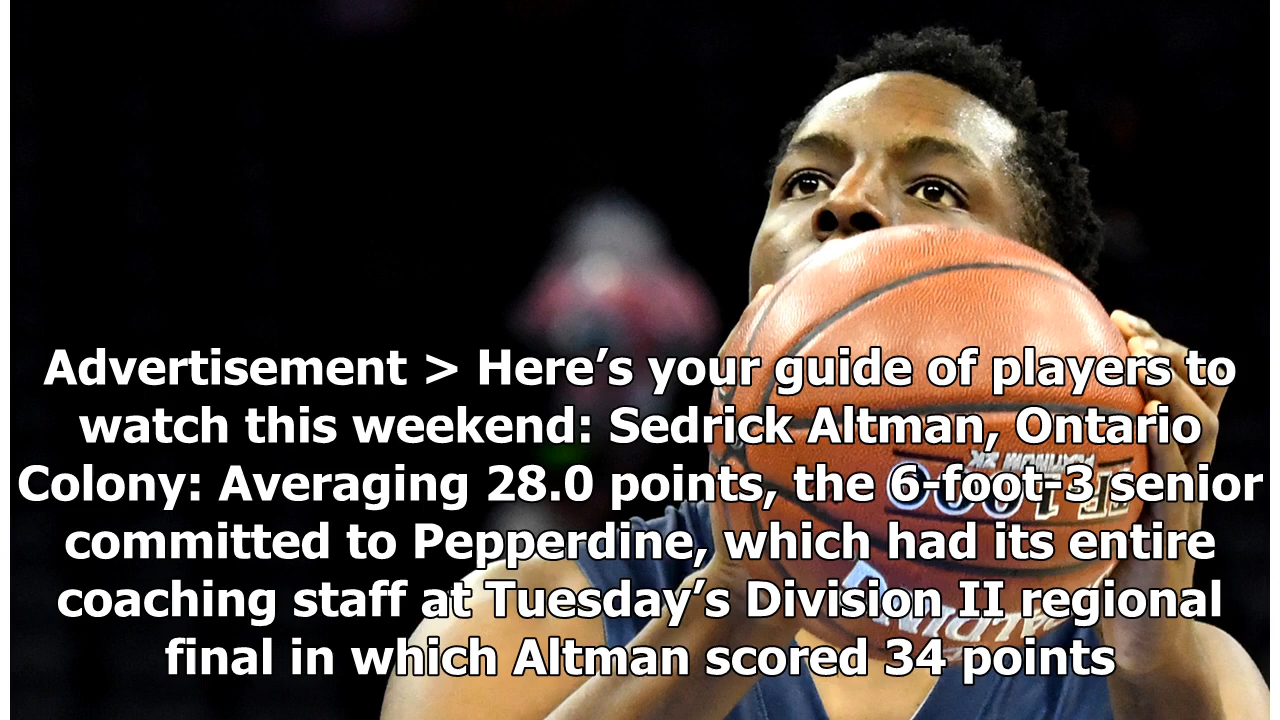 Advertisement > Here’s your guide of players to
watch this weekend: Sedrick Altman, Ontario
Colony: Averaging 28.0 points, the 6-foot-3 senior
committed to Pepperdine, which had its entire
coaching staff at Tuesday’s Division II regional
final in which Altman scored 34 points